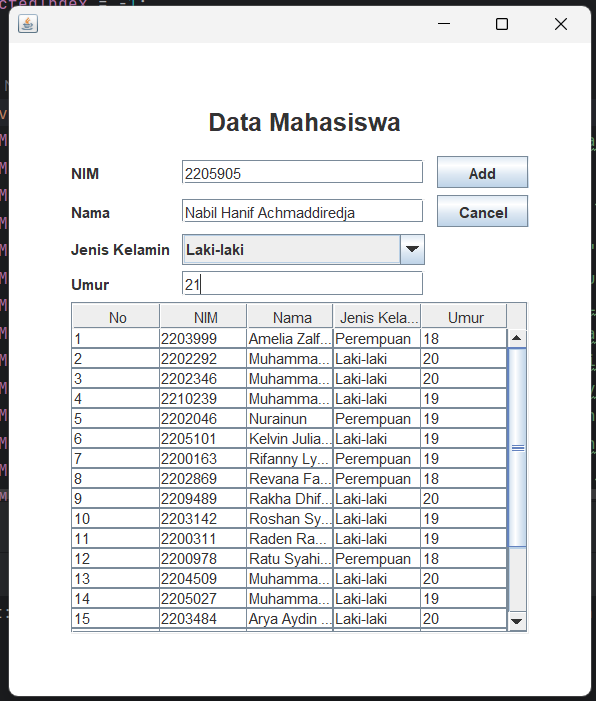 ctedIndex = -1;
Data Mahasiswa
NIM 2205905 Add
Nama Nabil Hanif Achmaddiredja Cancel
Jenis Kelamin Laki-laki
Umur 21
No NIM Nama Jenis Kela... Umur
1 2203999 Amelia Zalf... Perempuan 18
2 2202292 Muhamma... Laki-laki 20
3 2202346 Muhamma... Laki-laki 20
4 2210239 Muhamma... Laki-laki 19
5 2202046 Nurainun Perempuan 19
6 2205101 Kelvin Julia... Laki-laki 19
7 2200163 Rifanny Ly... Perempuan 19
8 2202869 Revana Fa... Perempuan 18
9 2209489 Rakha Dhif... Laki-laki 20
10 2203142 Roshan Sy... Laki-laki 19
11 2200311 Raden Ra... Laki-laki 19
12 2200978 Ratu Syahi... Perempuan 18
13 2204509 Muhamma... Laki-laki 20
14 2205027 Muhamma... Laki-laki 19
15 2203484 Arya Aydin ... Laki-laki 20